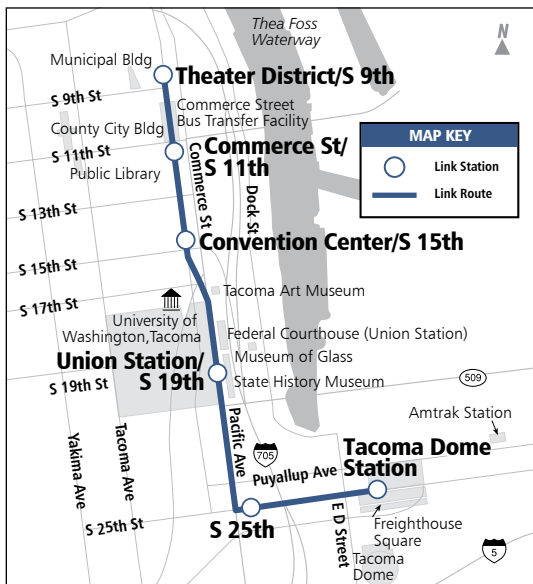 Thea Foss
Waterway
N
Municipal Bldg
Theater District/S 9th
S 9th St
Commerce Street
Bus Transfer Facility
County City Bldg
MAP KEY
Link Station
Link Route
S 11th St
Commerce St/
S 11th
Public Library
Commerce St
Dock St
S 13th St
Convention Center/S 15th
S 15th St
S 17th St
Tacoma Art Museum
University of
Washington,Tacoma
Federal Courthouse (Union Station)
Museum of Glass
Union Station/
S 19th
State History Museum
S 19th St
509
Pacific Ave
Amtrak Station
Yakima Ave
Tacoma Ave
705
Tacoma Dome
Station
Puyallup Ave
S 25th St
S 25th
E D Street
Freighthouse
Square
5
Tacoma
Dome